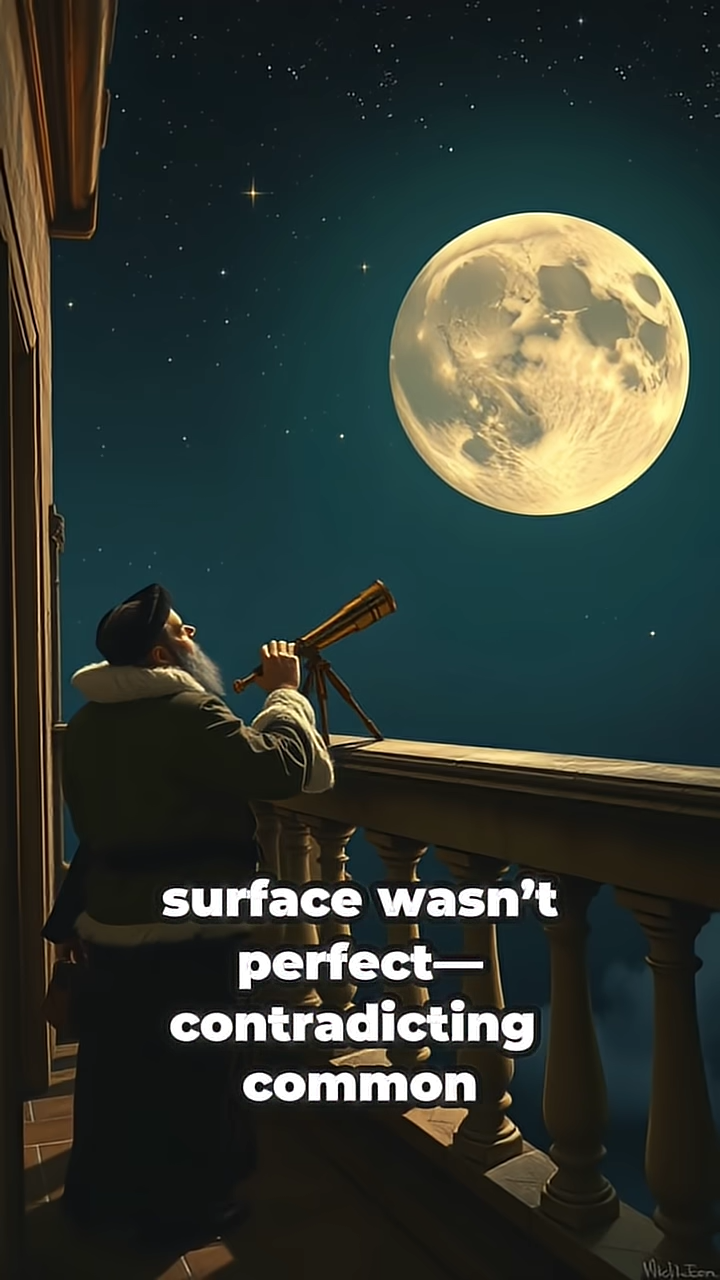 surface wasn’t
perfect—
contradicting
common